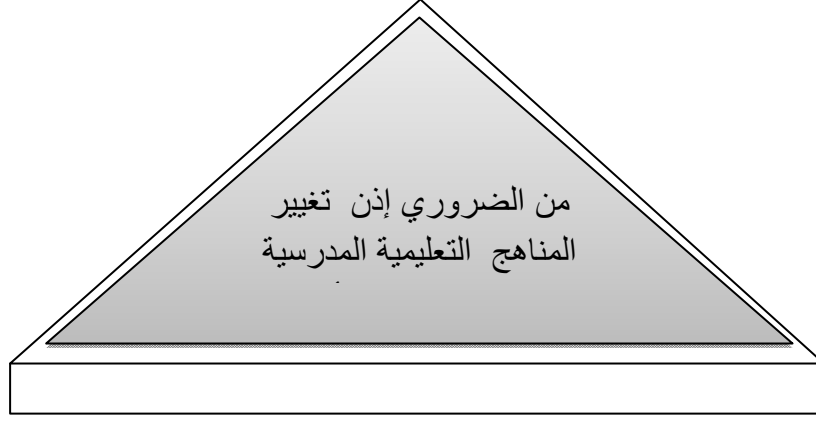 من الضروري إذن تغيير
المناهج التعليمية المدرسية